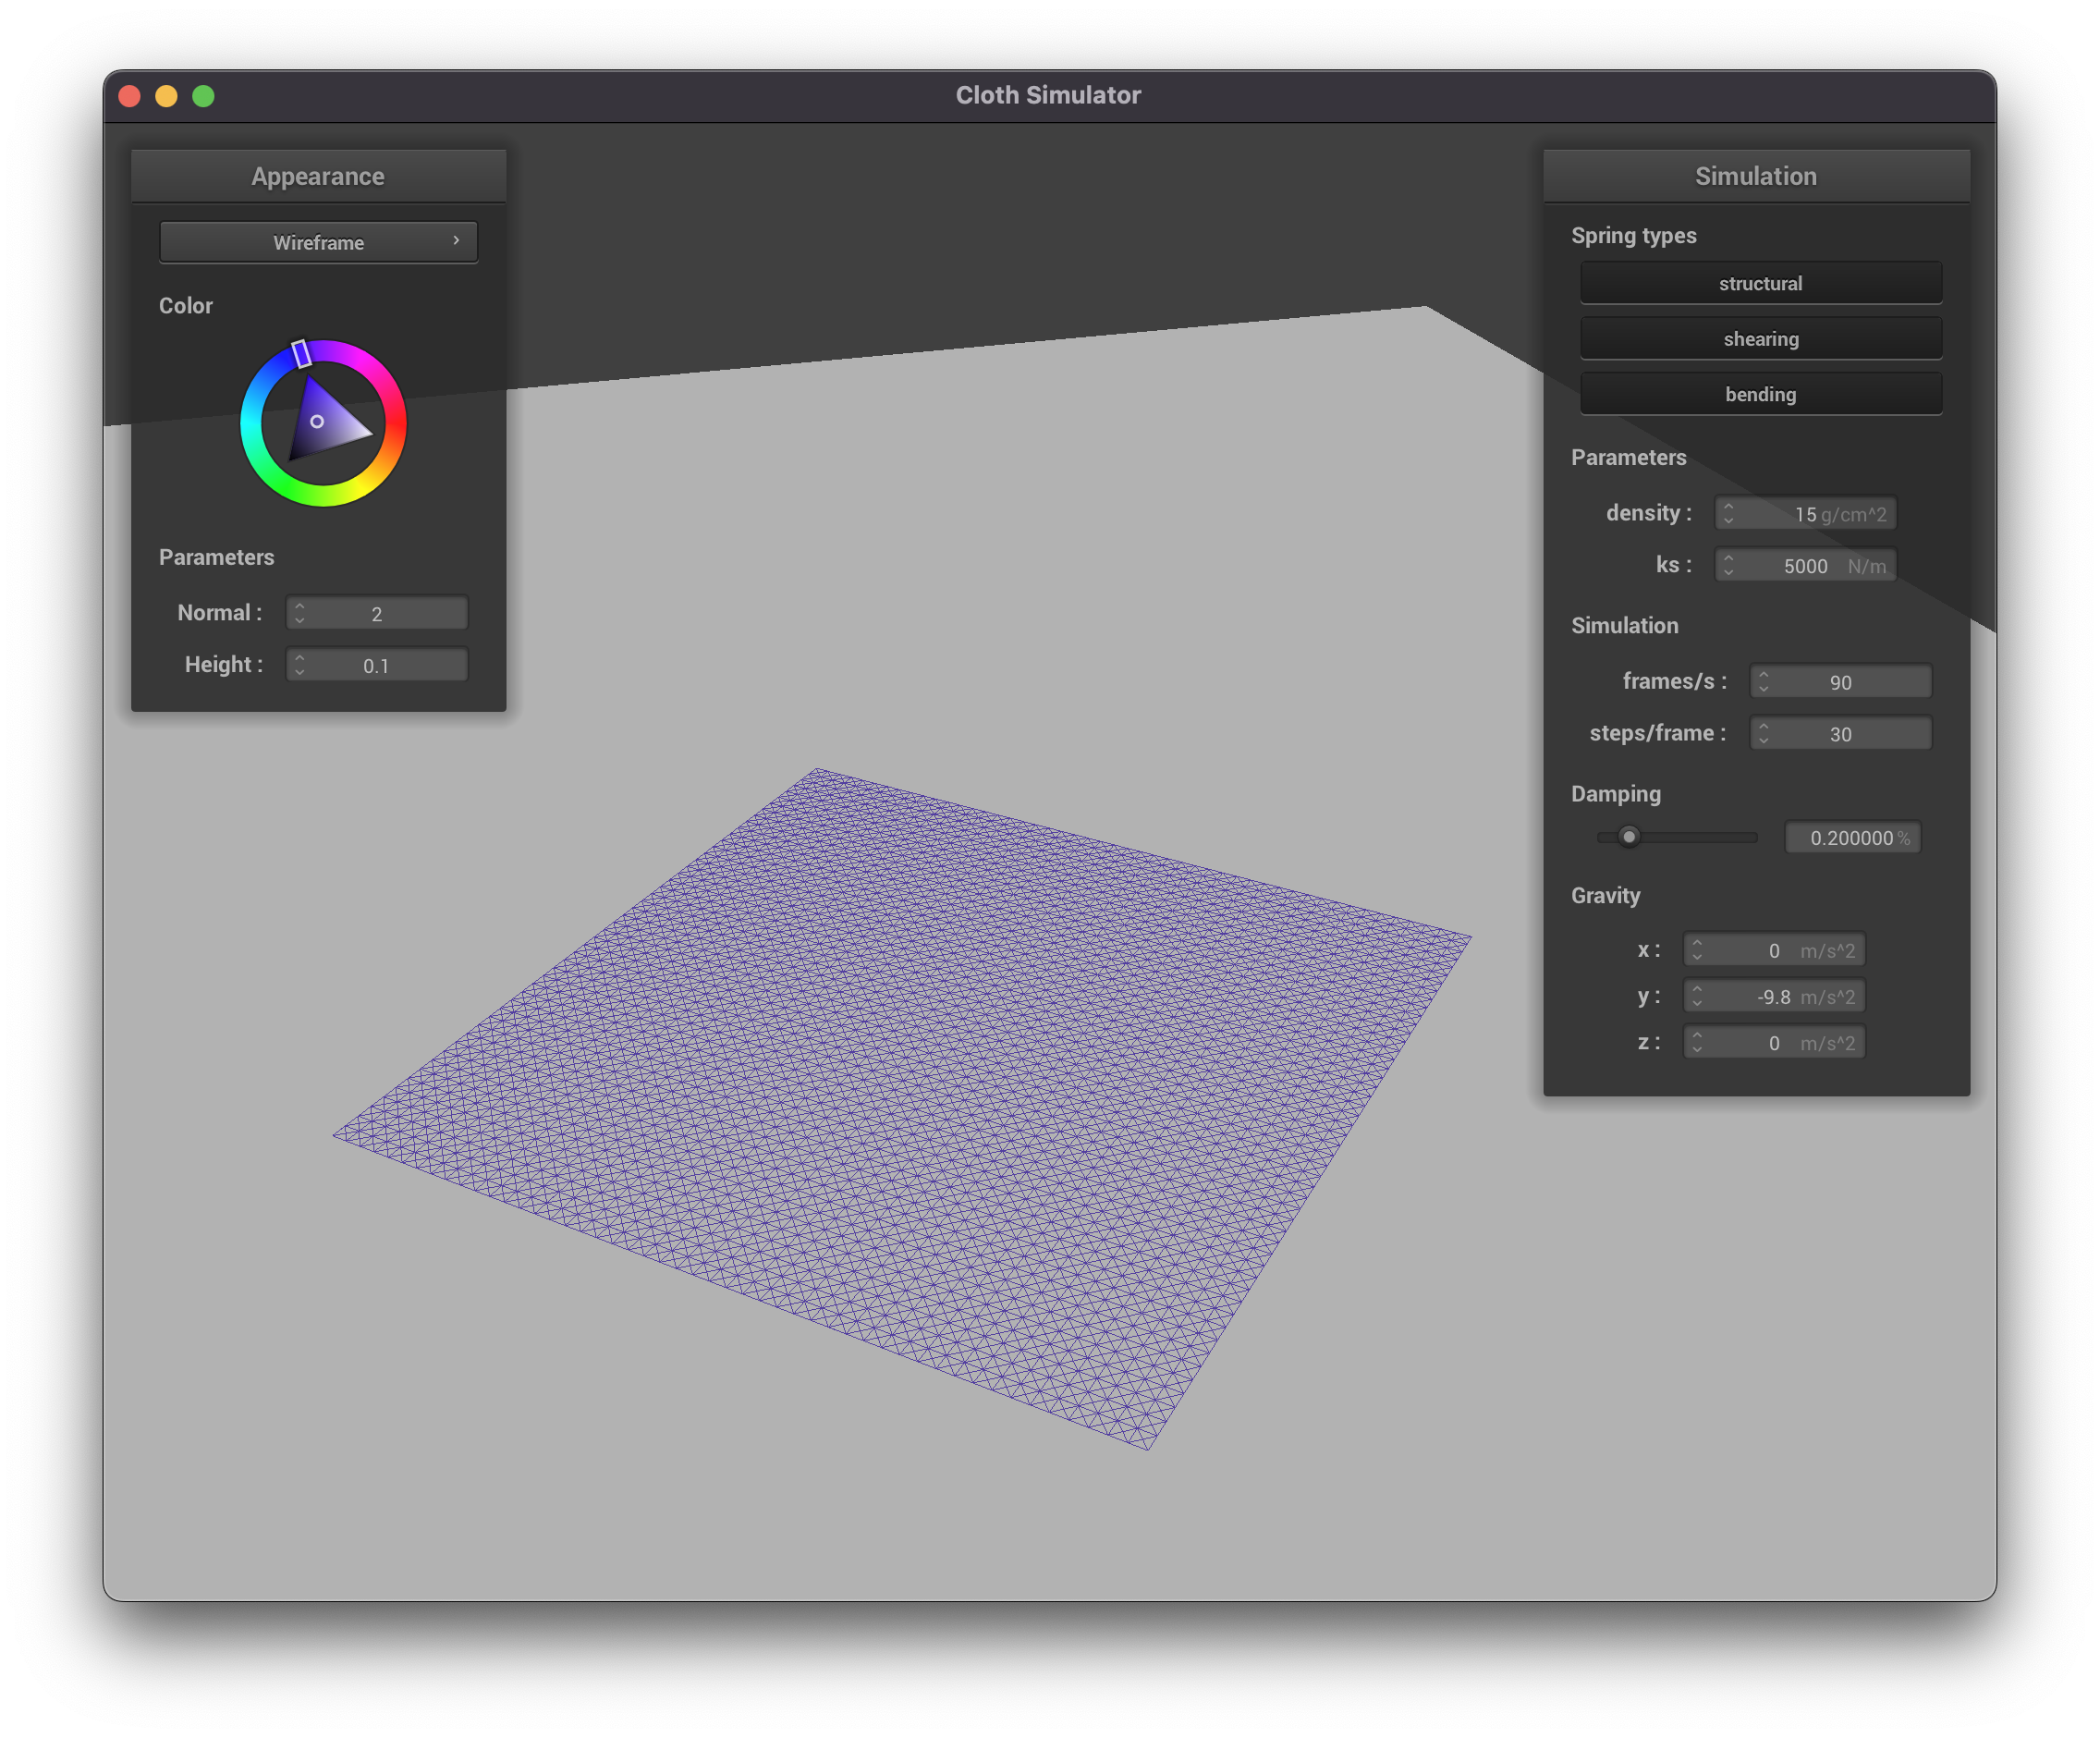 Cloth Simulator
Appearance
Wireframe
Color
Parameters
Normal : 2
Height : 0.1
Simulation
Spring types
structural
shearing
bending
Parameters
density : 15 g/cm^2
ks : 5000 N/m
Simulation
frames/s : 90
steps/frame : 30
Damping
0.200000 %
Gravity
x : 0 m/s^2
y : -9.8 m/s^2
z : 0 m/s^2